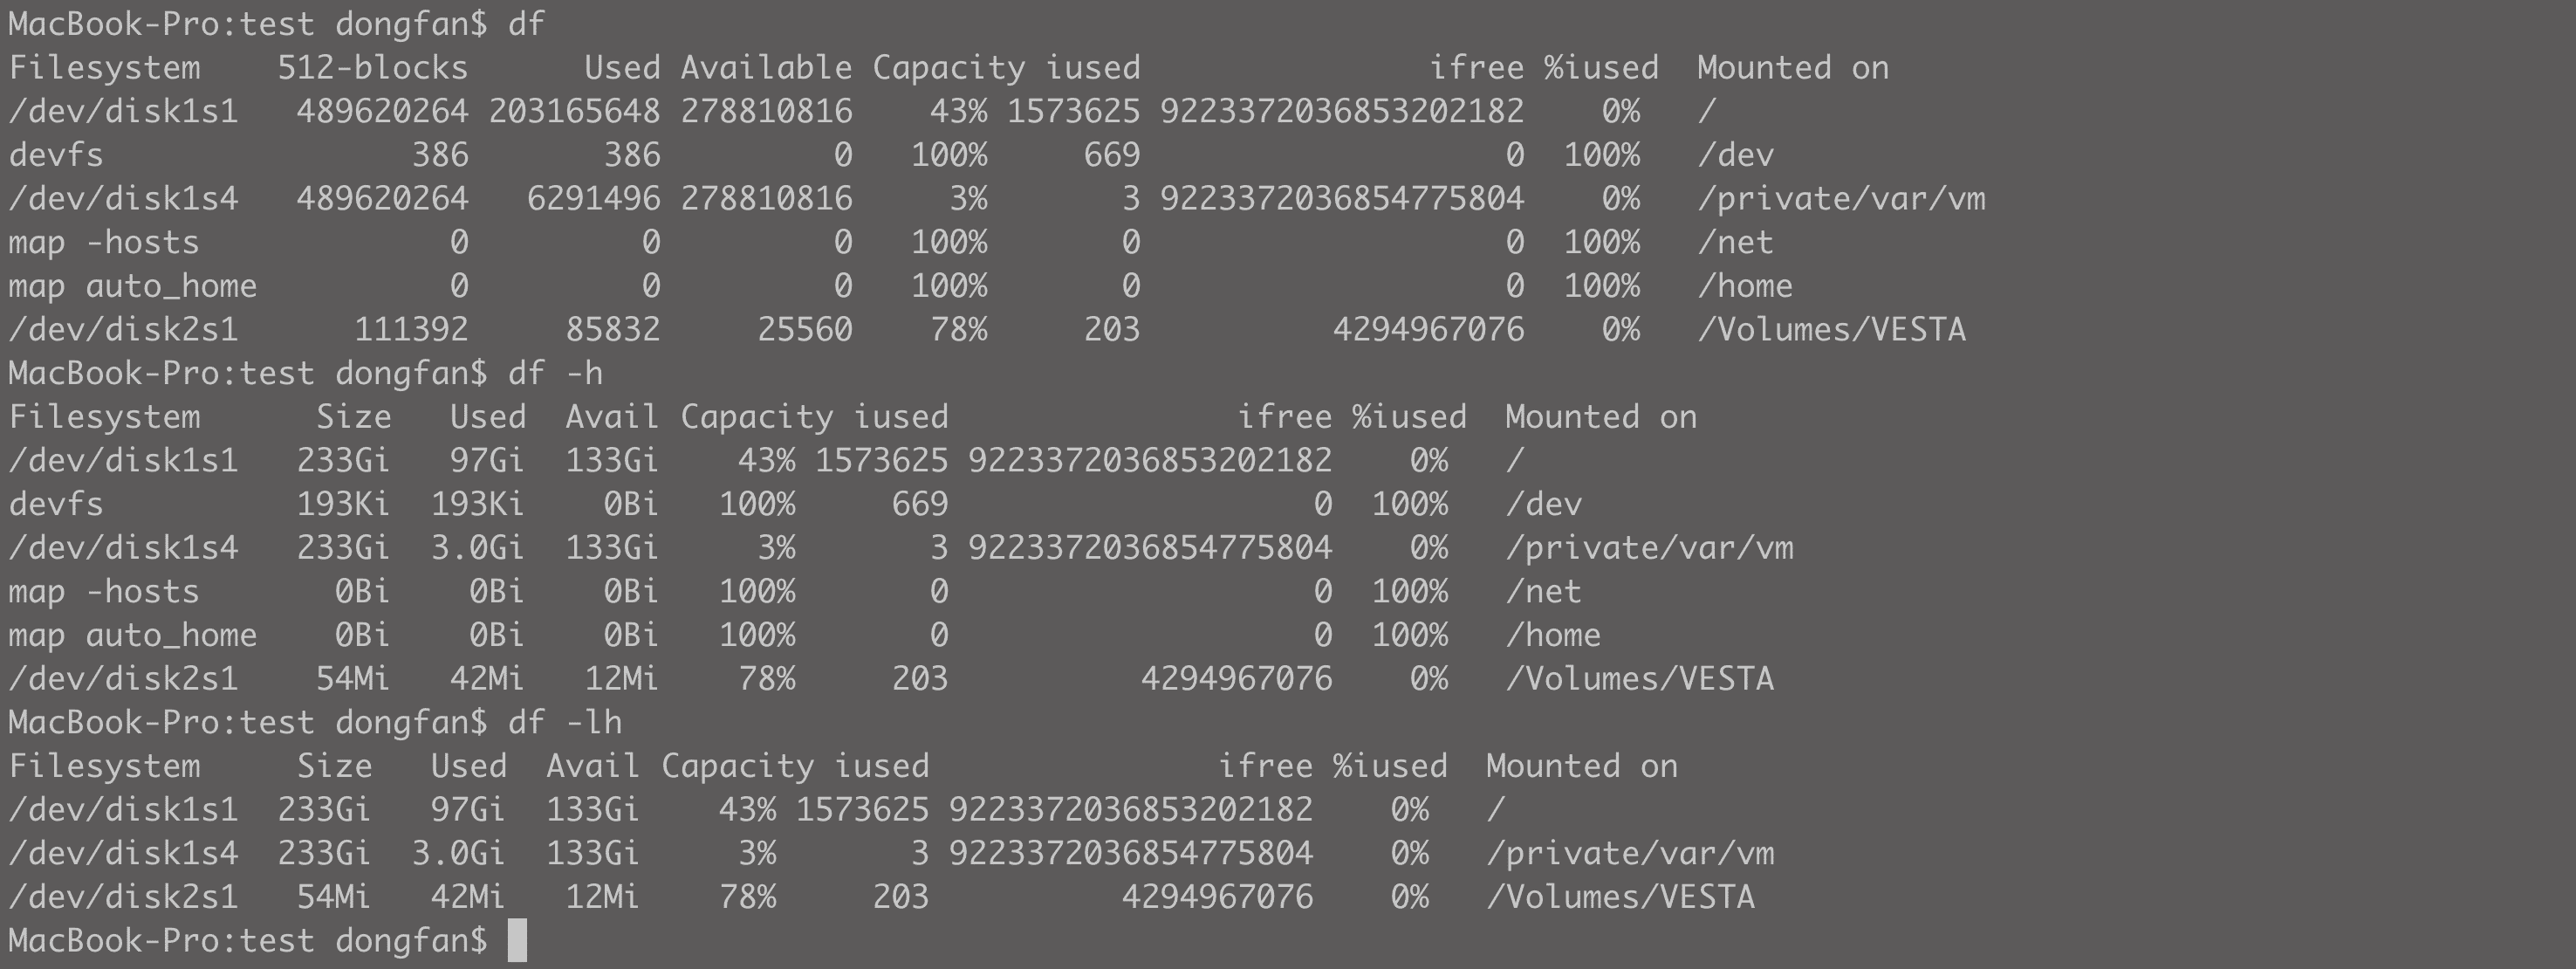 MacBook-Pro:test dongfan$ df
Filesystem    512-blocks      Used Available Capacity iused               ifree %iused  Mounted on
/dev/disk1s1   489620264 203165648 278810816    43% 1573625 9223372036853202182    0%   /
devfs                386       386         0   100%     669                   0  100%   /dev
/dev/disk1s4   489620264   6291496 278810816     3%       3 9223372036854775804    0%   /private/var/vm
map -hosts             0         0         0   100%       0                   0  100%   /net
map auto_home          0         0         0   100%       0                   0  100%   /home
/dev/disk2s1      111392     85832     25560    78%     203          4294967076    0%   /Volumes/VESTA
MacBook-Pro:test dongfan$ df -h
Filesystem      Size   Used  Avail Capacity iused               ifree %iused  Mounted on
/dev/disk1s1   233Gi   97Gi  133Gi    43% 1573625 9223372036853202182    0%   /
devfs          193Ki  193Ki    0Bi   100%     669                   0  100%   /dev
/dev/disk1s4   233Gi  3.0Gi  133Gi     3%       3 9223372036854775804    0%   /private/var/vm
map -hosts       0Bi    0Bi    0Bi   100%       0                   0  100%   /net
map auto_home    0Bi    0Bi    0Bi   100%       0                   0  100%   /home
/dev/disk2s1    54Mi   42Mi   12Mi    78%     203          4294967076    0%   /Volumes/VESTA
MacBook-Pro:test dongfan$ df -lh
Filesystem     Size   Used  Avail Capacity iused               ifree %iused  Mounted on
/dev/disk1s1  233Gi   97Gi  133Gi    43% 1573625 9223372036853202182    0%   /
/dev/disk1s4  233Gi  3.0Gi  133Gi     3%       3 9223372036854775804    0%   /private/var/vm
/dev/disk2s1   54Mi   42Mi   12Mi    78%     203          4294967076    0%   /Volumes/VESTA
MacBook-Pro:test dongfan$